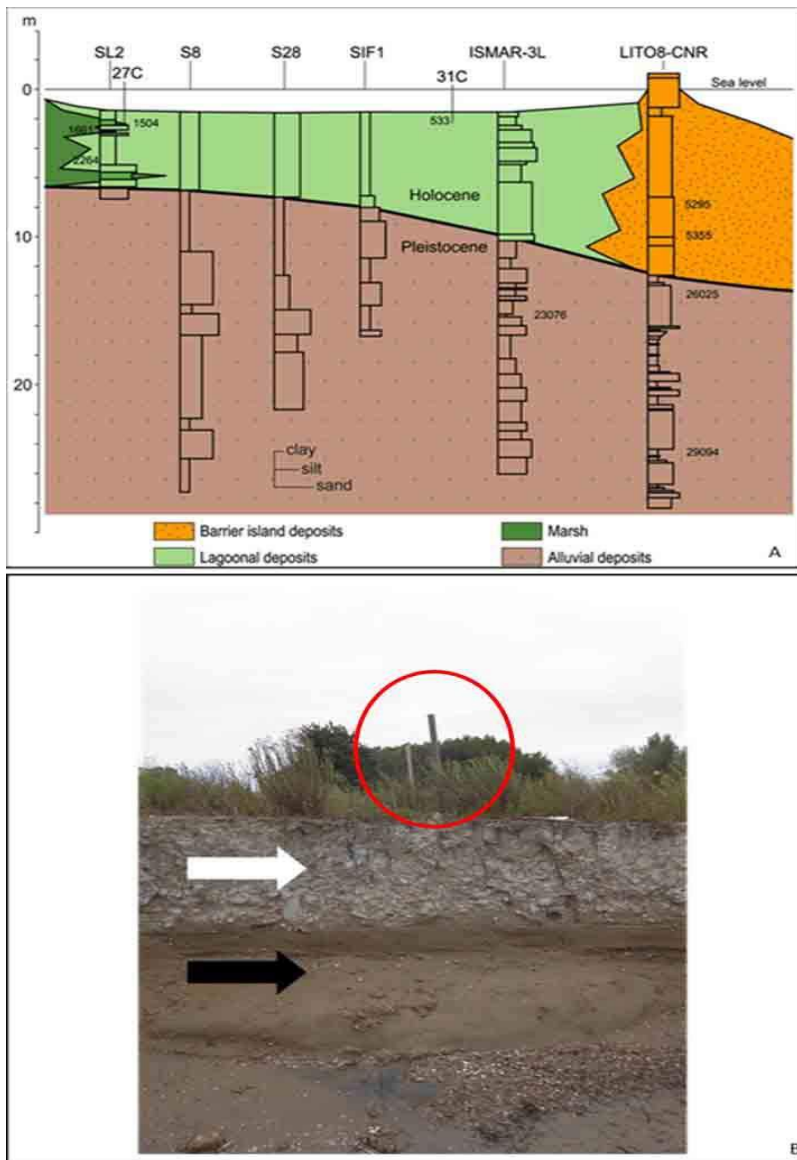 m
SL2 S8 S28 SIF1 ISMAR-3L LITO8-CNR
27C 31C
0 Sea level
1504 533
2264
Holocene 5295
10 Pleistocene 5355
26025
23076
20
clay 29094
silt
sand
Barrier island deposits Marsh
Lagoonal deposits Alluvial deposits
A
B